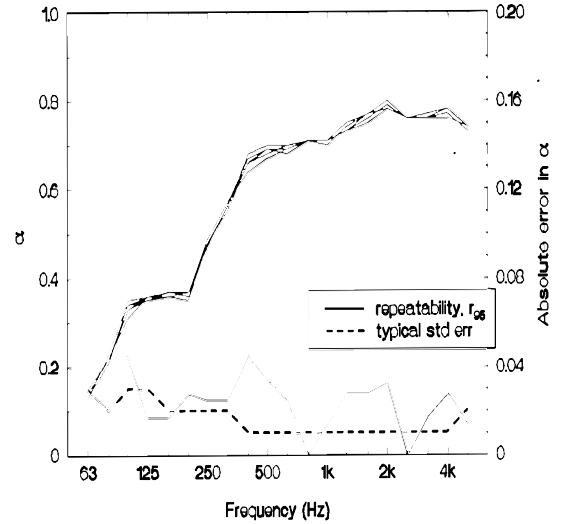 1.0
0.20
0.8
0.16
0.6
0.12
α
Absoluto error in α
0.4
0.08
repeatability, r95
typical std err
0.2
0.04
0
0
63 125 250 500 1k 2k 4k
Frequency (Hz)